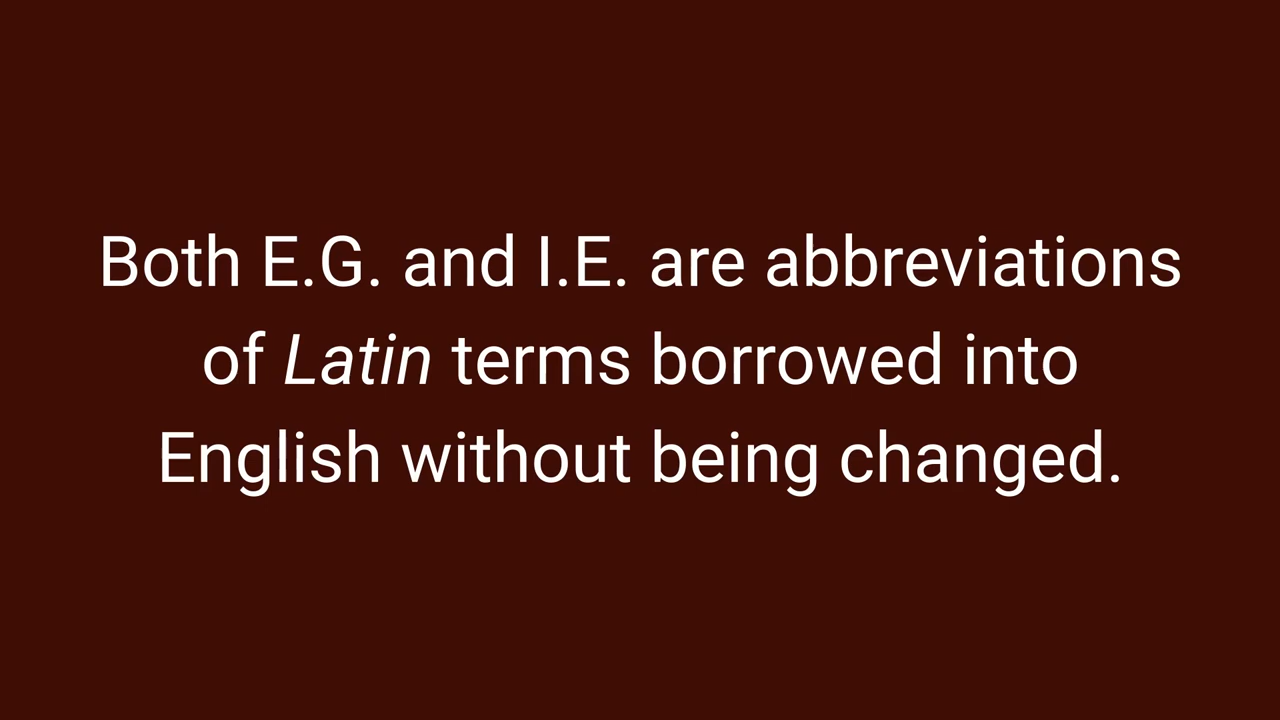 Both E.G. and I.E. are abbreviations
of Latin terms borrowed into
English without being changed.